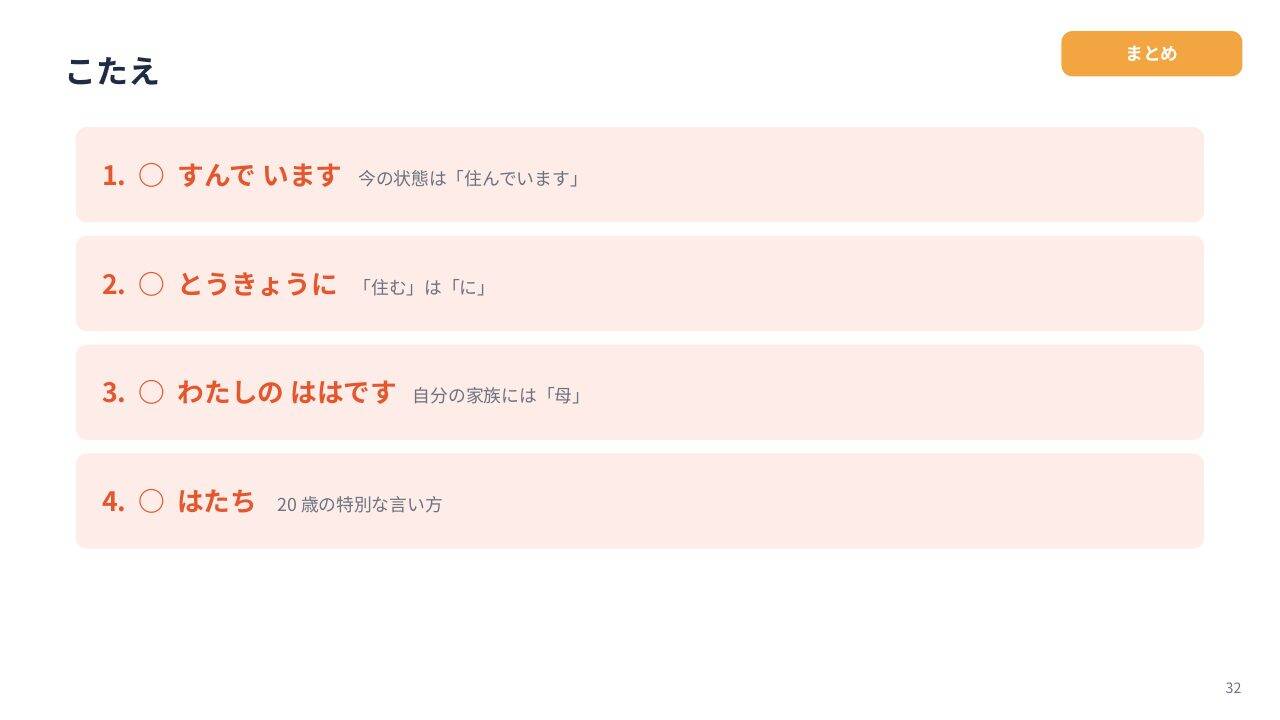 まとめ
こたえ
1. ○ すんで います 今の状態は「住んでいます」
2. ○ とうきょうに 「住む」は「に」
3. ○ わたしの ははです 自分の家族には「母」
4. ○ はたち 20 歳の特別な言い方
32